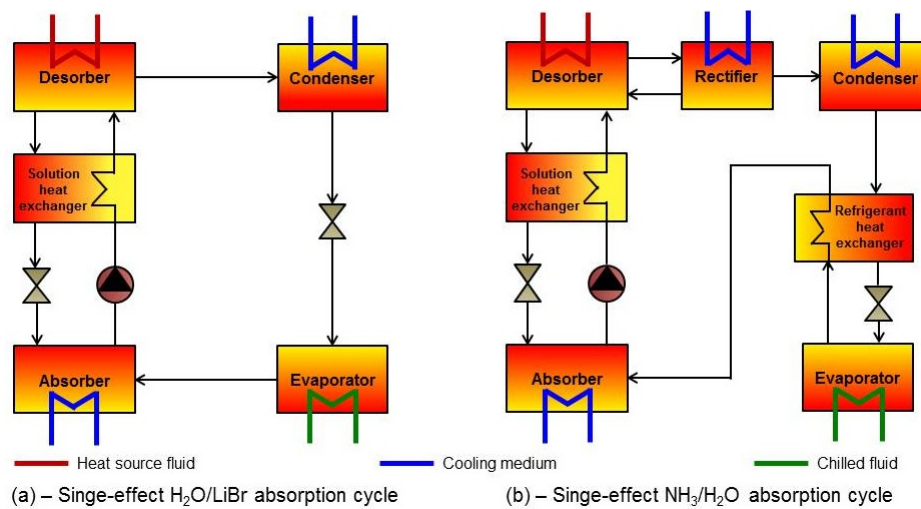 Desorber
Condenser
Solution
heat
exchanger
Absorber
Evaporator
Desorber
Rectifier
Condenser
Solution
heat
exchanger
Refrigerant
heat
exchanger
Absorber
Evaporator
Heat source fluid
Cooling medium
Chilled fluid
(a) – Singe-effect H₂O/LiBr absorption cycle
(b) – Singe-effect NH₃/H₂O absorption cycle